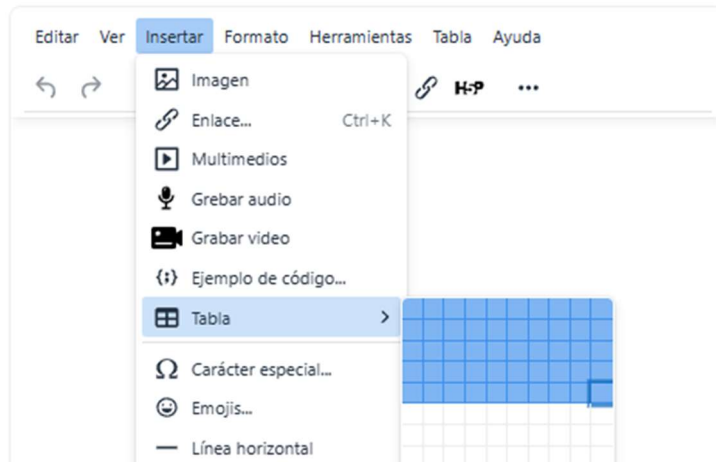 Editar Ver Insertar Formato Herramientas Tabla Ayuda
H5P ...
Imagen
Enlace... Ctrl+K
Multimedios
Grebar audio
Grabar video
Ejemplo de código...
Tabla
Carácter especial...
Emojis...
Línea horizontal